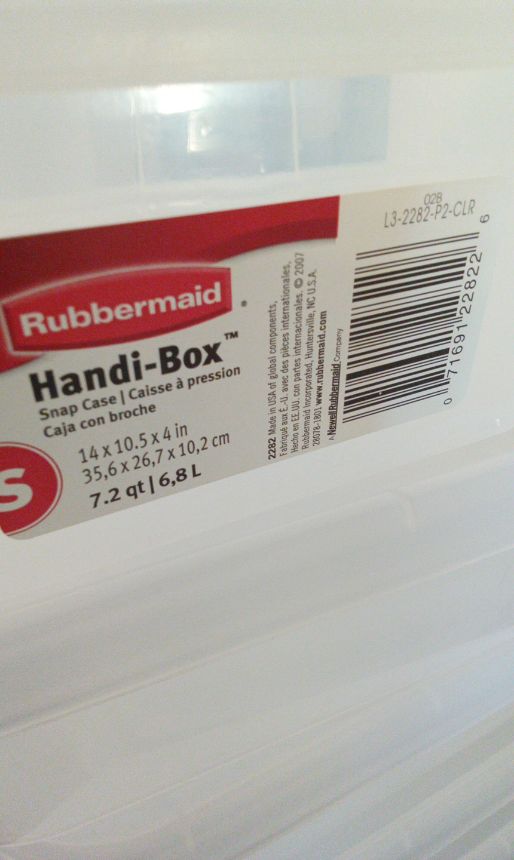 Rubbermaid
Handi-Box™
Snap Case | Caisse à pression
Caja con broche
S
14 x 10.5 x 4 in
35,6 x 26,7 x 10,2 cm
7.2 qt | 6,8 L
2282 Made in USA of global components,
Fabriqué aux É.-U. avec des pièces internationales,
Hecho en EE.UU. con partes internacionales. © 2007
Rubbermaid Incorporated, Huntersville, NC U.S.A.
28078-1801 www.rubbermaid.com
A NewellRubbermaid Company
02B
L3-2282-P2-CLR
0 71691 22822 6